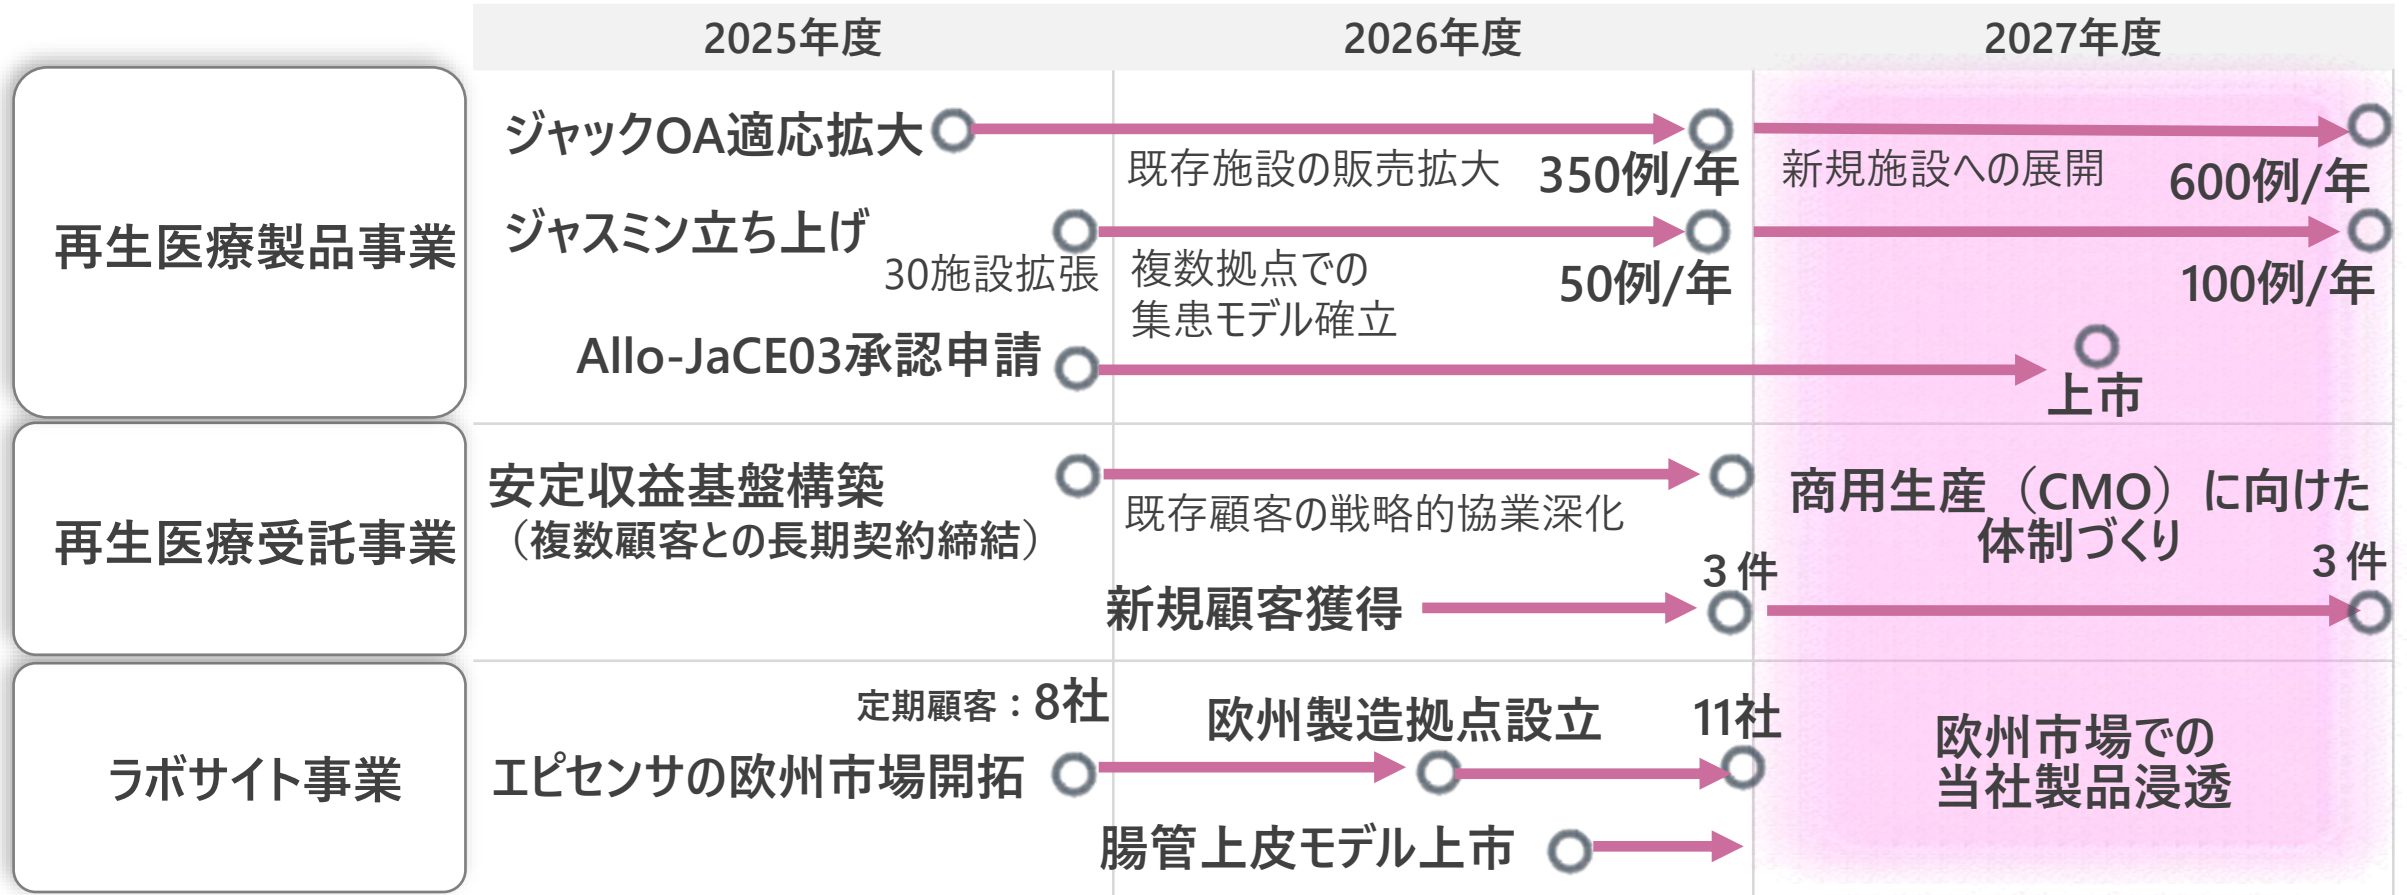 2025年度
2026年度
2027年度
再生医療製品事業
ジャックOA適応拡大
既存施設の販売拡大
350例/年
新規施設への展開
600例/年
ジャスミン立ち上げ
30施設拡張
複数拠点での
集患モデル確立
50例/年
100例/年
Allo-JaCE03承認申請
上市
再生医療受託事業
安定収益基盤構築
（複数顧客との長期契約締結）
既存顧客の戦略的協業深化
商用生産（CMO）に向けた
体制づくり
新規顧客獲得
3件
3件
ラボサイト事業
定期顧客：8社
エピセンサの欧州市場開拓
欧州製造拠点設立
11社
欧州市場での
当社製品浸透
腸管上皮モデル上市